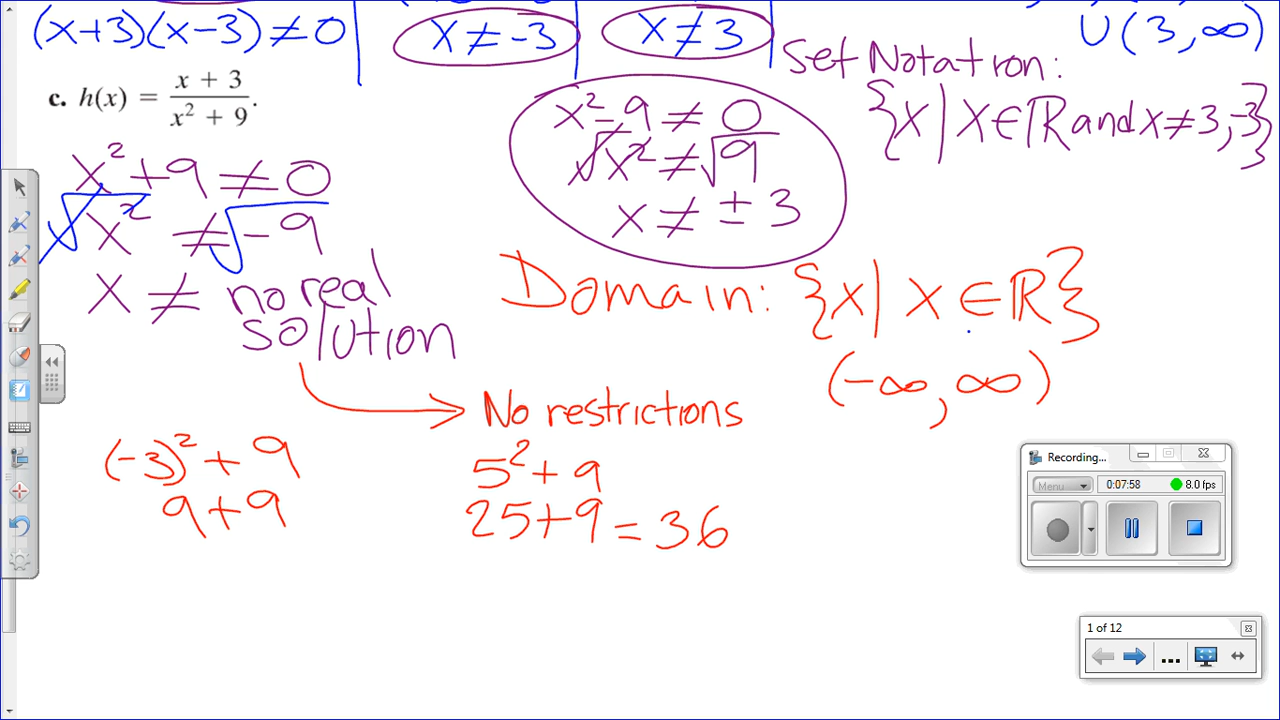 (x+3)(x-3)≠0
x≠-3
x≠3
∪(3,∞)
Set Notation:
{x|x∈ℝ and x≠3,-3}
c. h(x) = (x + 3)/(x² + 9).
x²-9≠0
√x²≠√9
x≠±3
x²+9≠0
√x²≠√-9
x≠ no real
solution
Domain: {x|x∈ℝ}
(-∞,∞)
No restrictions
(-3)²+9
9+9
5²+9
25+9=36
Recording...
Menu
0:07:58
8.0 fps
1 of 12